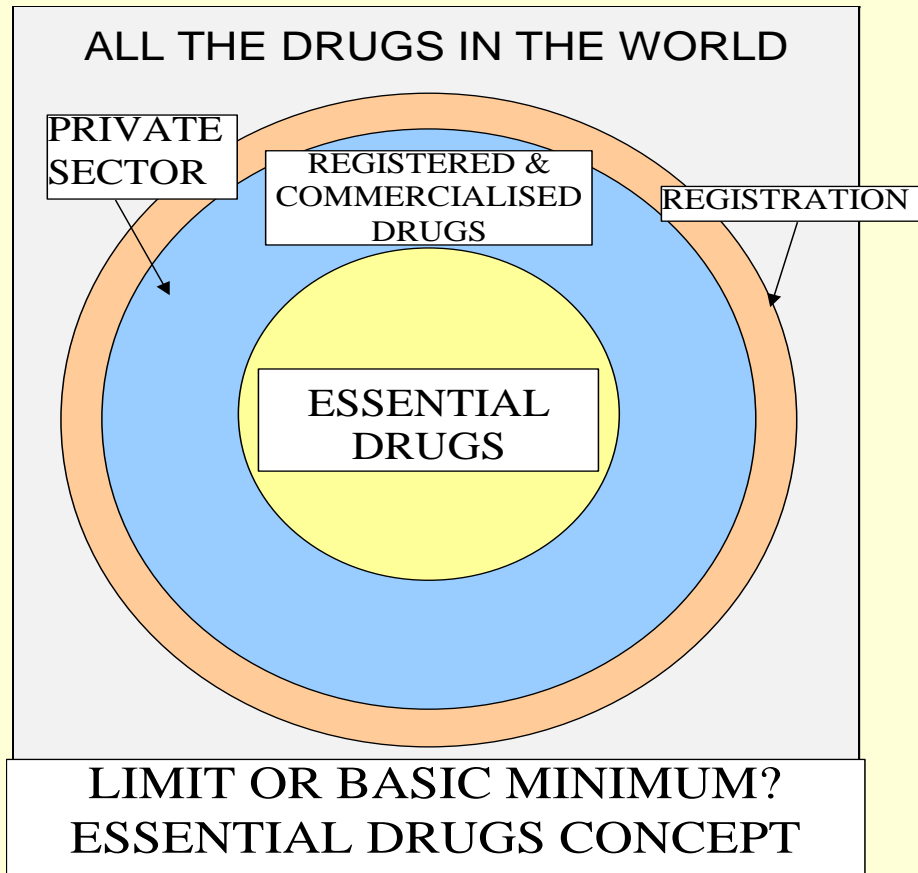 ALL THE DRUGS IN THE WORLD
PRIVATE
SECTOR
REGISTERED &
COMMERCIALISED
DRUGS
REGISTRATION
ESSENTIAL
DRUGS
LIMIT OR BASIC MINIMUM?
ESSENTIAL DRUGS CONCEPT